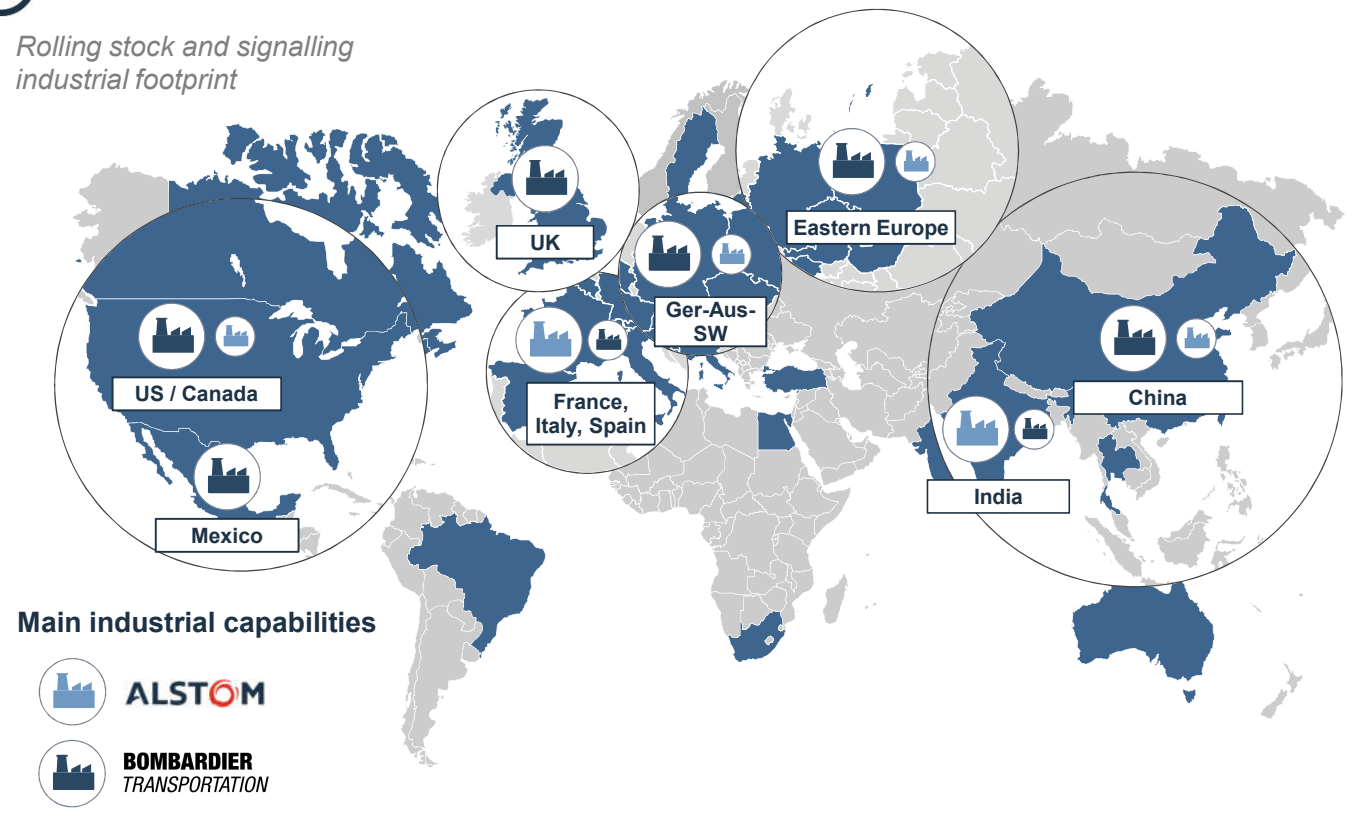 Rolling stock and signalling
industrial footprint
UK
Eastern Europe
Ger-Aus-
SW
US / Canada
France,
Italy, Spain
China
India
Mexico
Main industrial capabilities
ALSTOM
BOMBARDIER
TRANSPORTATION